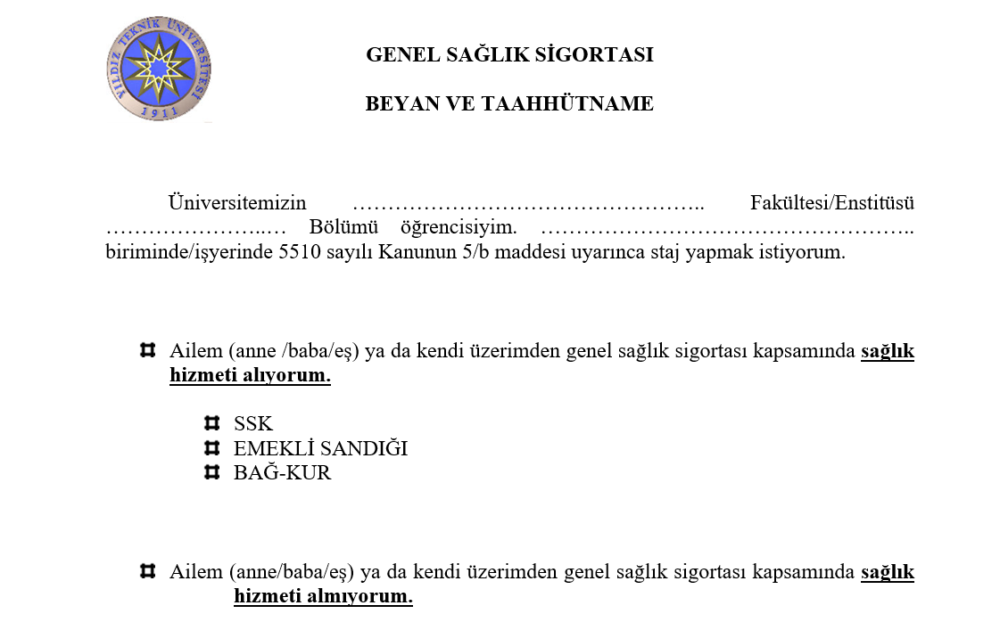 YILDIZ TEKNİK ÜNİVERSİTESİ
1911
GENEL SAĞLIK SİGORTASI
BEYAN VE TAAHHÜTNAME
Üniversitemizin ………………………………………….. Fakültesi/Enstitüsü
…………………..… Bölümü öğrencisiyim. ……………………………………………..
biriminde/işyerinde 5510 sayılı Kanunun 5/b maddesi uyarınca staj yapmak istiyorum.
Ailem (anne /baba/eş) ya da kendi üzerimden genel sağlık sigortası kapsamında sağlık
hizmeti alıyorum.
SSK
EMEKLİ SANDIĞI
BAĞ-KUR
Ailem (anne/baba/eş) ya da kendi üzerimden genel sağlık sigortası kapsamında sağlık
hizmeti almıyorum.